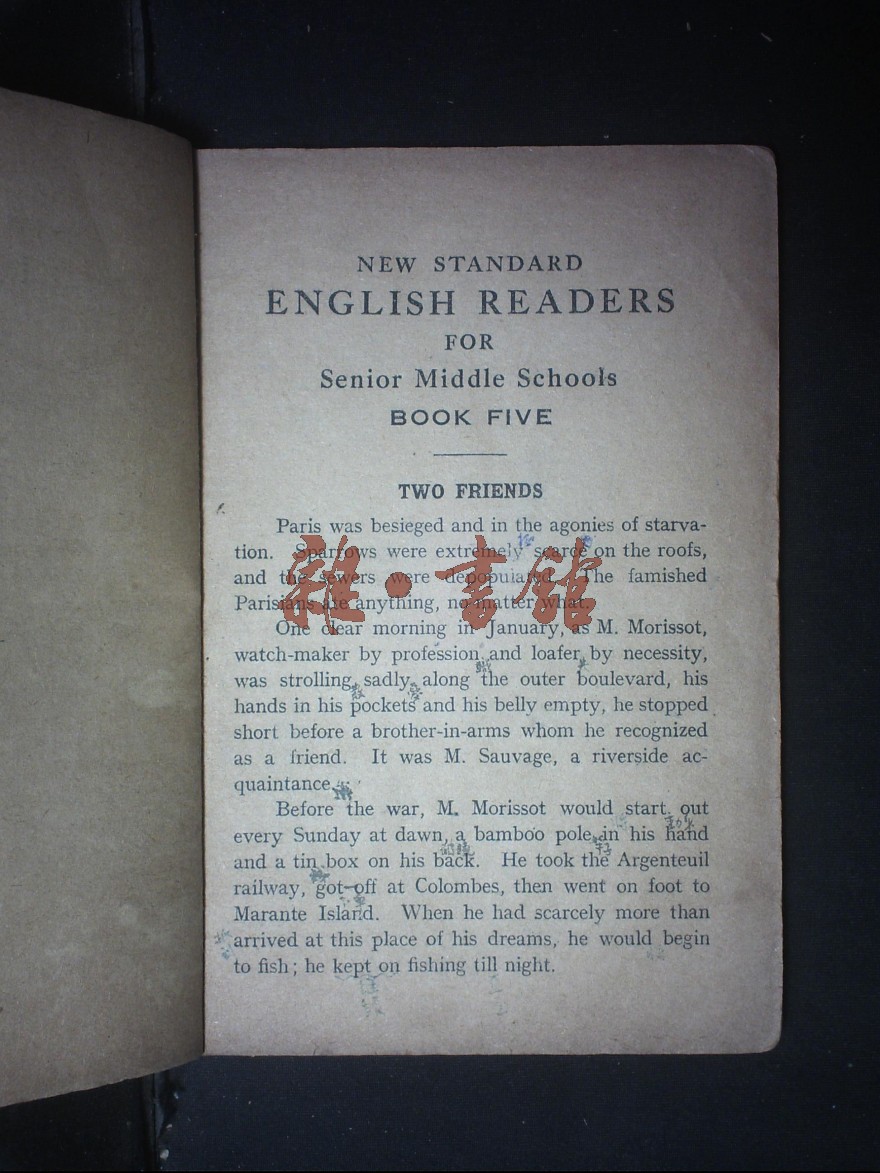 NEW STANDARD
ENGLISH READERS
FOR
Senior Middle Schools
BOOK FIVE
TWO FRIENDS
Paris was besieged and in the agonies of starva-
tion. Sparrows were extremely scarce on the roofs,
and the sewers were depopulated. The famished
Parisians ate anything, no matter what.
One clear morning in January, as M. Morissot,
watch-maker by profession and loafer by necessity,
was strolling sadly along the outer boulevard, his
hands in his pockets and his belly empty, he stopped
short before a brother-in-arms whom he recognized
as a friend. It was M. Sauvage, a riverside ac-
quaintance.
Before the war, M. Morissot would start out
every Sunday at dawn, a bamboo pole in his hand
and a tin box on his back. He took the Argenteuil
railway, got off at Colombes, then went on foot to
Marante Island. When he had scarcely more than
arrived at this place of his dreams, he would begin
to fish; he kept on fishing till night.
雜·書館